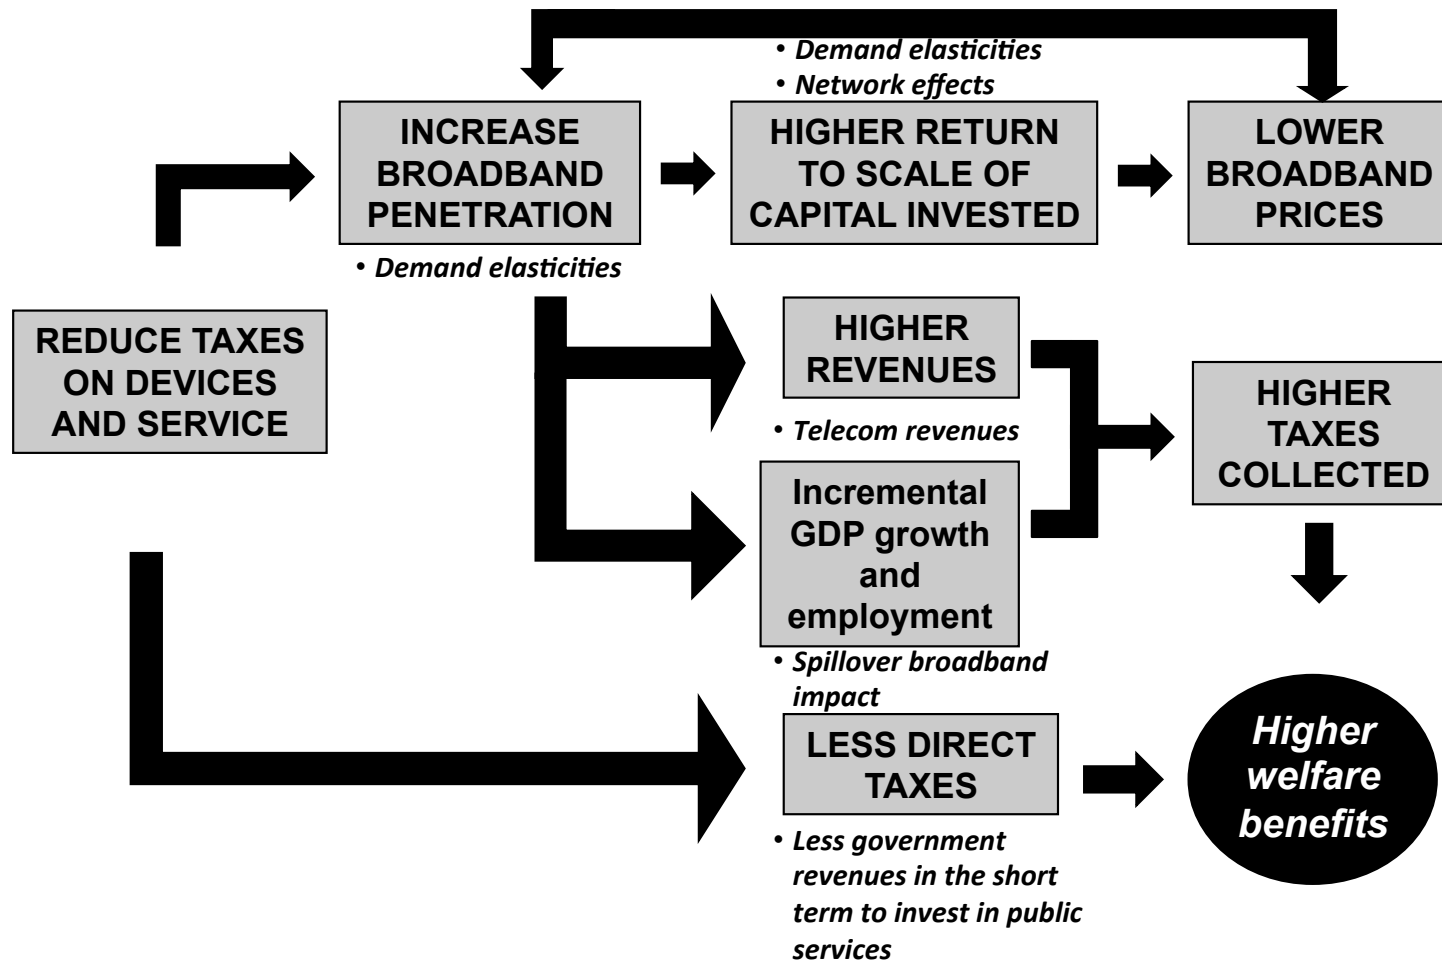 • Demand elasticities
• Network effects
INCREASE
BROADBAND
PENETRATION
HIGHER RETURN
TO SCALE OF
CAPITAL INVESTED
LOWER
BROADBAND
PRICES
• Demand elasticities
REDUCE TAXES
ON DEVICES
AND SERVICE
HIGHER
REVENUES
• Telecom revenues
HIGHER
TAXES
COLLECTED
Incremental
GDP growth
and
employment
• Spillover broadband
impact
LESS DIRECT
TAXES
• Less government
revenues in the short
term to invest in public
services
Higher
welfare
benefits